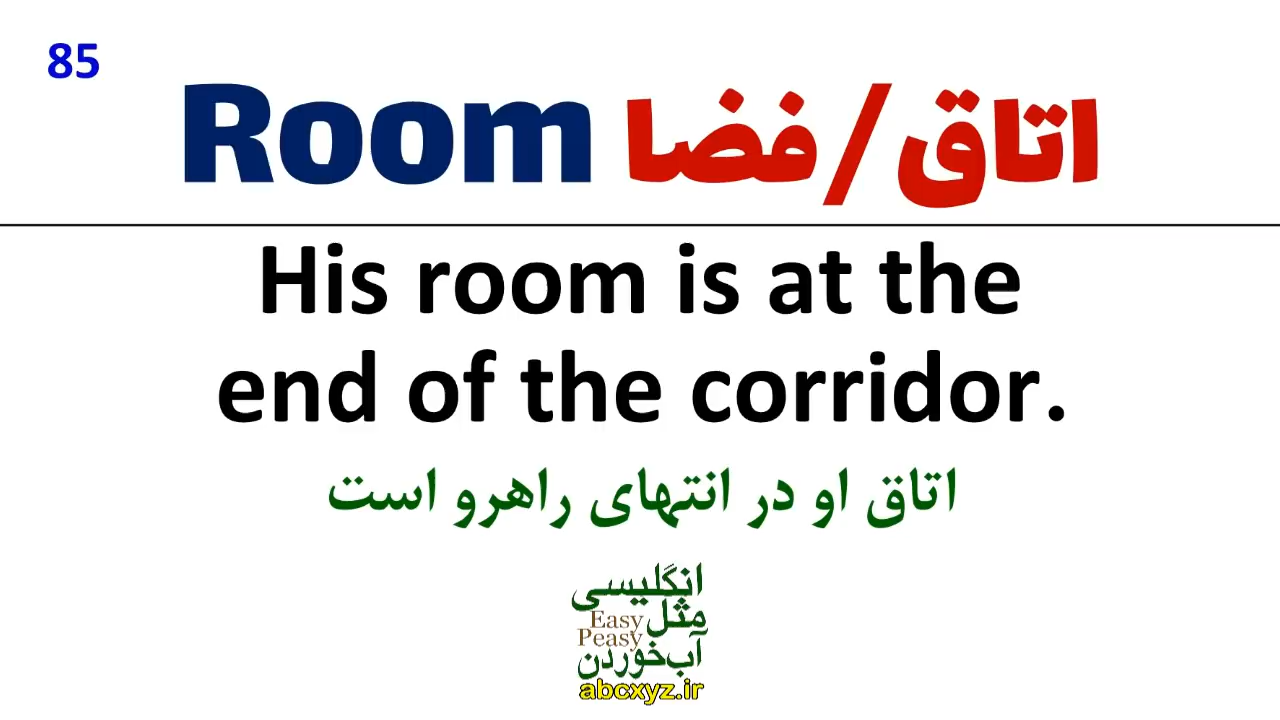 85
Room اتاق/فضا
His room is at the
end of the corridor.
اتاق او در انتهای راهرو است
انگلیسی
مثل
Easy
Peasy
آب‌خوردن
abcxyz.ir